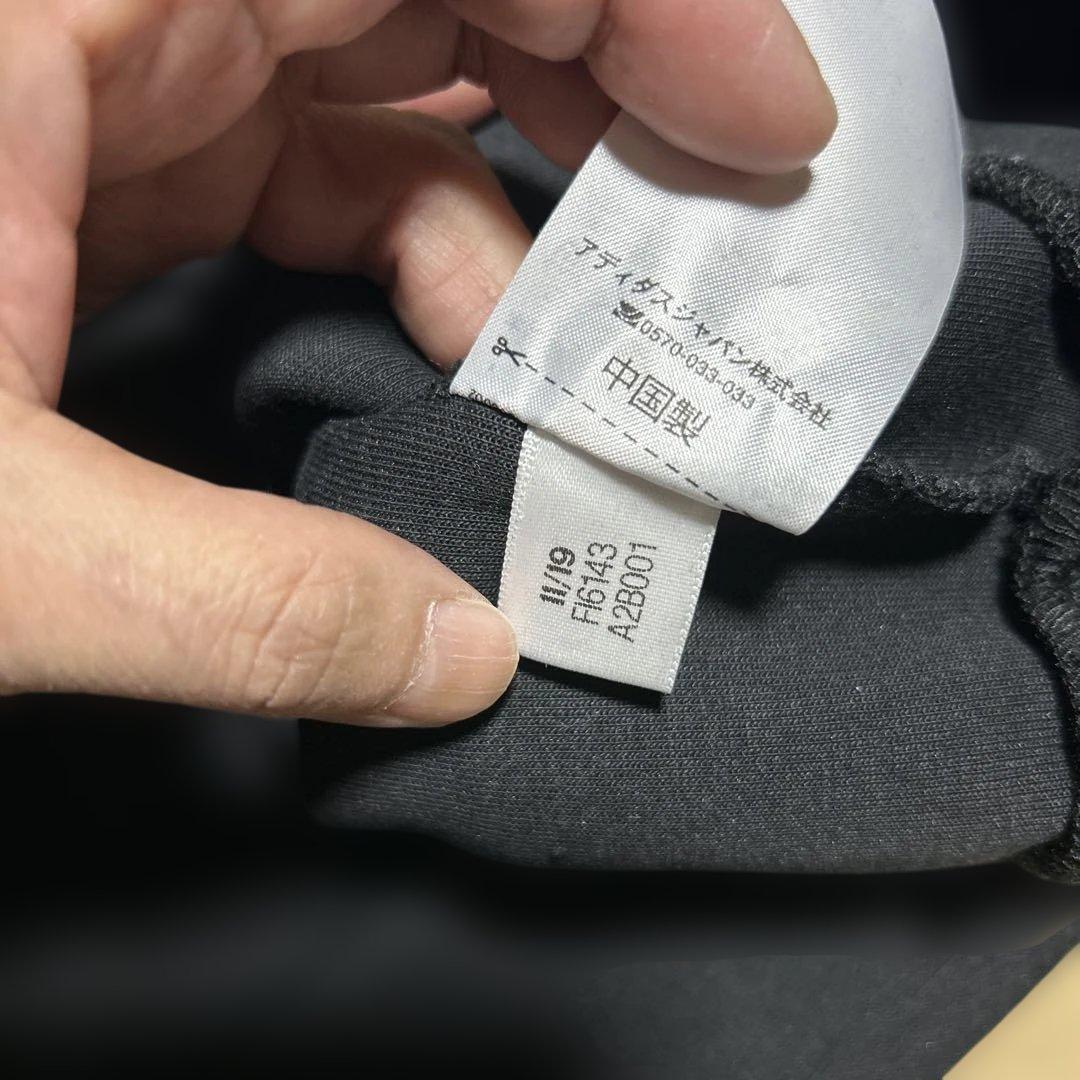 アディダスジャパン株式会社
0570-033-033
中国製
11/19
FI6143
A2B001